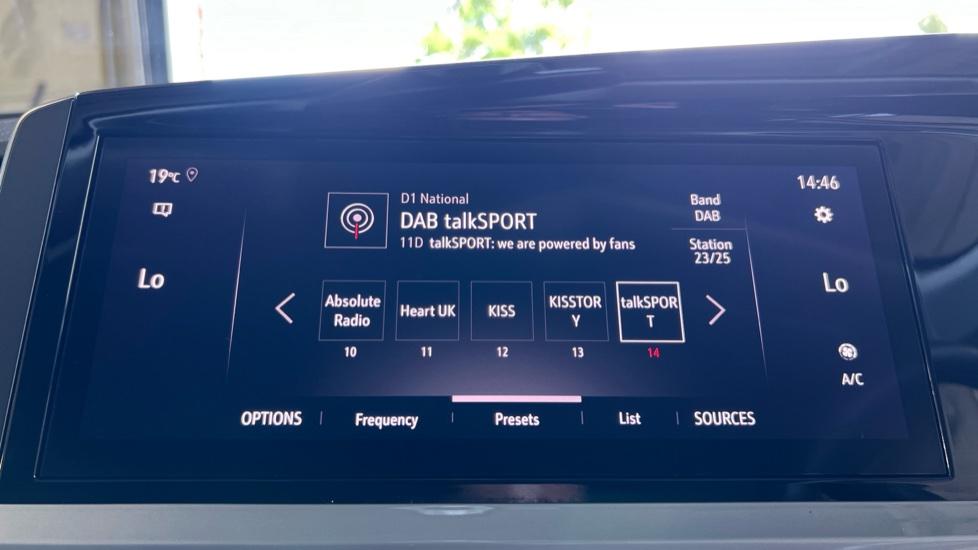 19°C
14:46
D1 National
DAB talkSPORT
11D talkSPORT: we are powered by fans
Band
DAB
Station
23/25
Lo
Lo
Absolute
Radio
Heart UK
KISS
KISSTOR
Y
talkSPOR
T
10
11
12
13
14
A/C
OPTIONS
Frequency
Presets
List
SOURCES